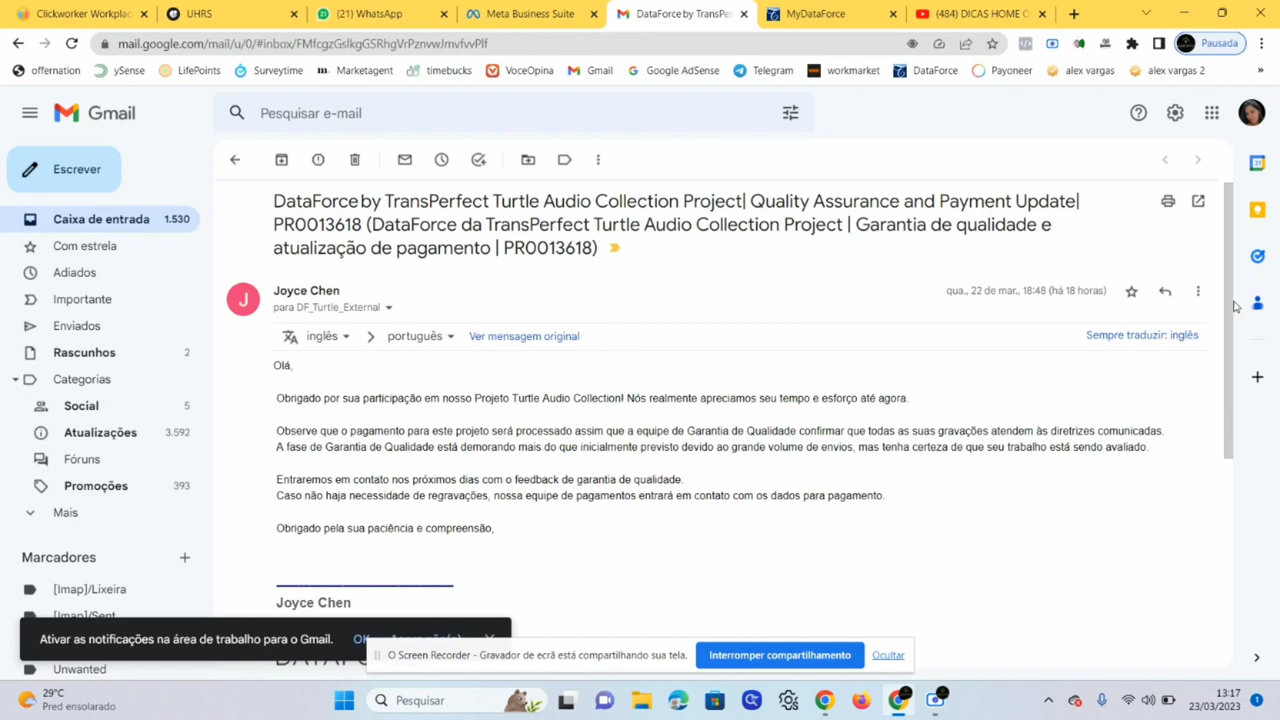 Clickworker Workplac
UHRS
(21) WhatsApp
Meta Business Suite
DataForce by TransPe
MyDataForce
(484) DICAS HOME O
mail.google.com/mail/u/0/#inbox/FMfcgzGslkgGSRhgVrPznvwJmvfvvPlf
Pausada
offernation
ySense
LifePoints
Surveytime
Marketagent
timebucks
VoceOpina
Gmail
Google AdSense
Telegram
workmarket
DataForce
Payoneer
alex vargas
alex vargas 2
»
Gmail
Pesquisar e-mail
Escrever
Caixa de entrada 1.530
Com estrela
Adiados
Importante
Enviados
Rascunhos 2
Categorias
Social 5
Atualizações 3.592
Fóruns
Promoções 393
Mais
Marcadores
[Imap]/Lixeira
[Imap]/Sent
Unwanted
DataForce by TransPerfect Turtle Audio Collection Project| Quality Assurance and Payment Update|
PR0013618 (DataForce da TransPerfect Turtle Audio Collection Project | Garantia de qualidade e
atualização de pagamento | PR0013618)
J
Joyce Chen
qua., 22 de mar., 18:48 (há 18 horas)
para DF_Turtle_External
inglês
português
Ver mensagem original
Sempre traduzir: inglês
Olá,
Obrigado por sua participação em nosso Projeto Turtle Audio Collection! Nós realmente apreciamos seu tempo e esforço até agora.
Observe que o pagamento para este projeto será processado assim que a equipe de Garantia de Qualidade confirmar que todas as suas gravações atendem às diretrizes comunicadas.
A fase de Garantia de Qualidade está demorando mais do que inicialmente previsto devido ao grande volume de envios, mas tenha certeza de que seu trabalho está sendo avaliado.
Entraremos em contato nos próximos dias com o feedback de garantia de qualidade.
Caso não haja necessidade de regravações, nossa equipe de pagamentos entrará em contato com os dados para pagamento.
Obrigado pela sua paciência e compreensão,
Joyce Chen
Ativar as notificações na área de trabalho para o Gmail.
O Screen Recorder - Gravador de ecrã está compartilhando sua tela.
Interromper compartilhamento
Ocultar
29°C
Pred ensolarado
Pesquisar
13:17
23/03/2023
1